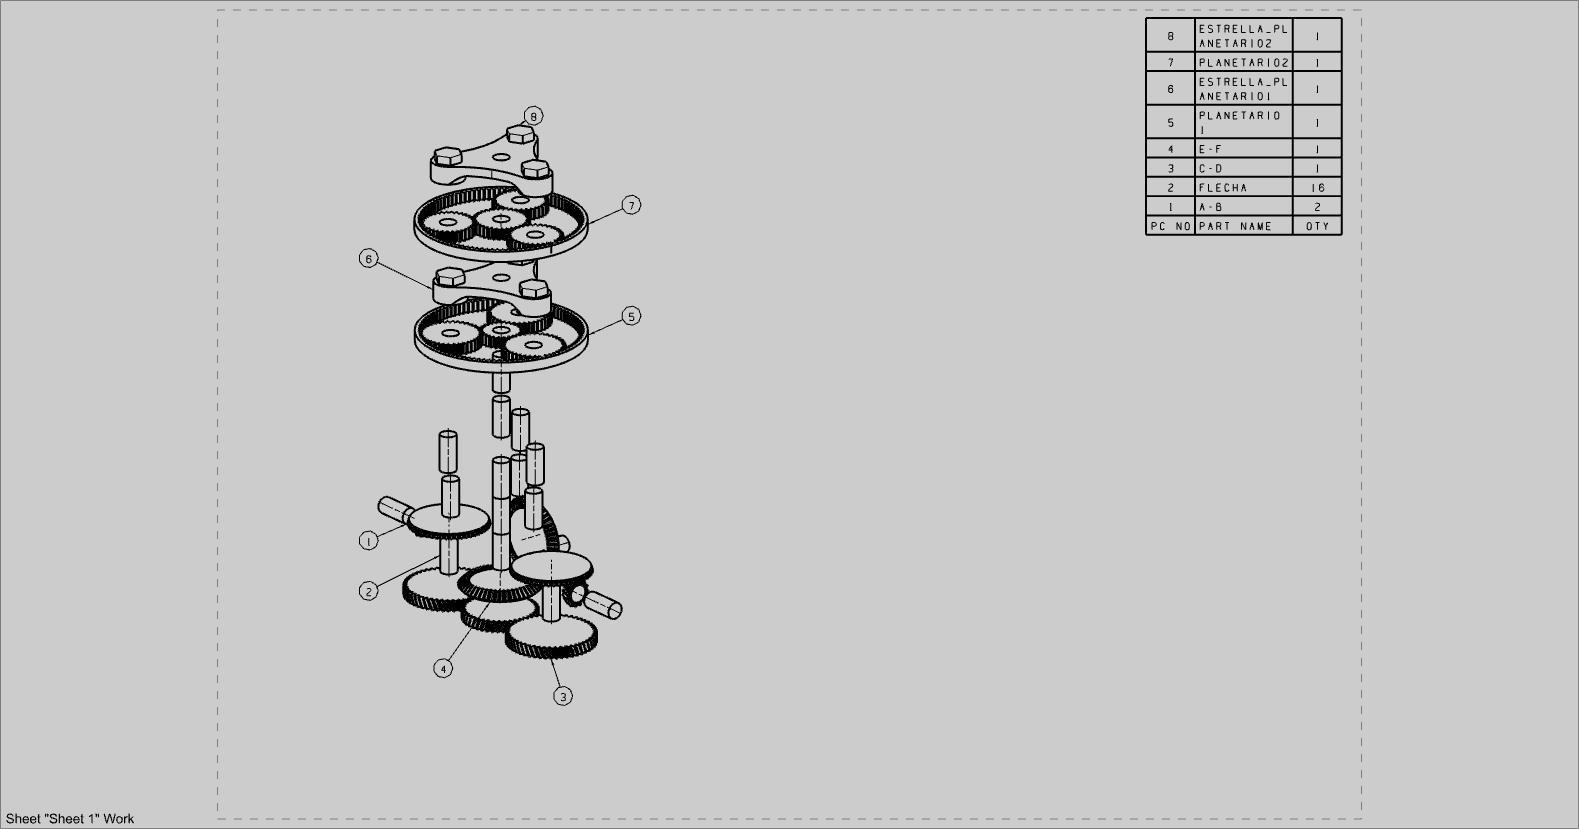 8 ESTRELLA_PL 1
ANETARIO2
7 PLANETARIO2 1
6 ESTRELLA_PL 1
ANETARIO1
5 PLANETARIO 1
1
4 E-F 1
3 C-D 1
2 FLECHA 16
1 A-B 2
PC NO PART NAME QTY
8
7
6
5
1
2
4
3
Sheet "Sheet 1" Work